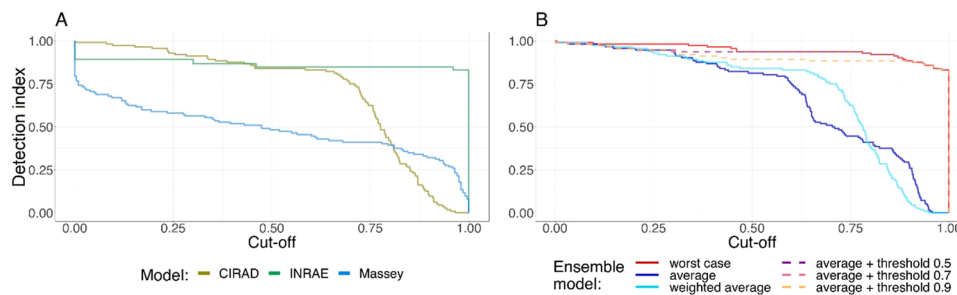 A
B
Detection index
1.00
0.75
0.50
0.25
0.00
0.00 0.25 0.50 0.75 1.00
Cut-off
Model: CIRAD INRAE Massey
1.00
0.75
0.50
0.25
0.00
0.00 0.25 0.50 0.75 1.00
Cut-off
Ensemble
model:
worst case
average
weighted average
average + threshold 0.5
average + threshold 0.7
average + threshold 0.9